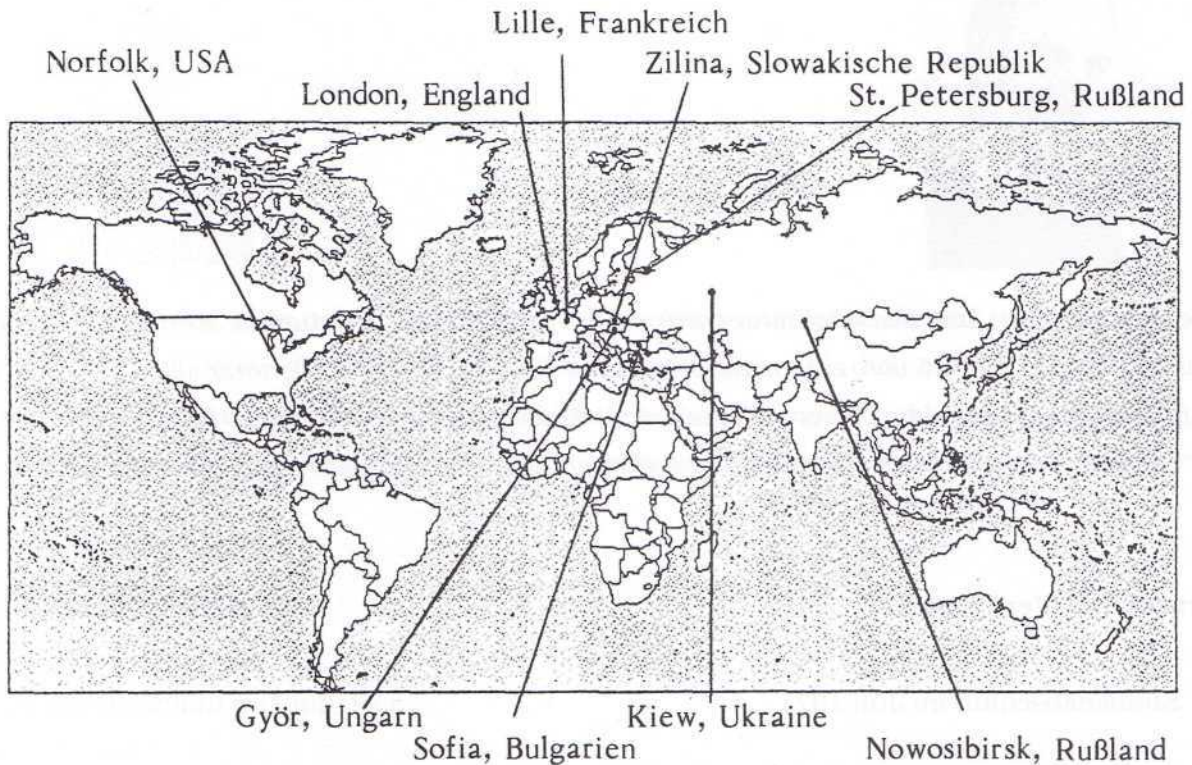 Lille, Frankreich
Norfolk, USA
Zilina, Slowakische Republik
London, England
St. Petersburg, Rußland
Györ, Ungarn
Kiew, Ukraine
Sofia, Bulgarien
Nowosibirsk, Rußland